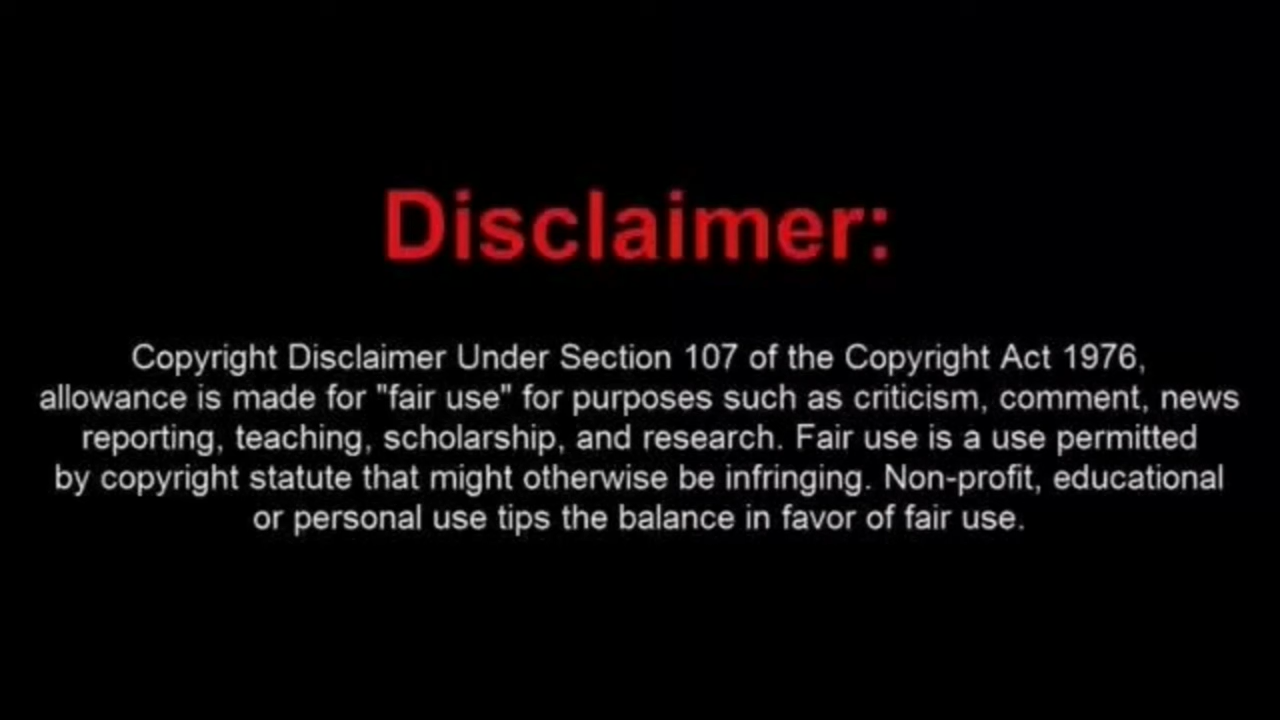 Disclaimer:
Copyright Disclaimer Under Section 107 of the Copyright Act 1976,
allowance is made for "fair use" for purposes such as criticism, comment, news
reporting, teaching, scholarship, and research. Fair use is a use permitted
by copyright statute that might otherwise be infringing. Non-profit, educational
or personal use tips the balance in favor of fair use.